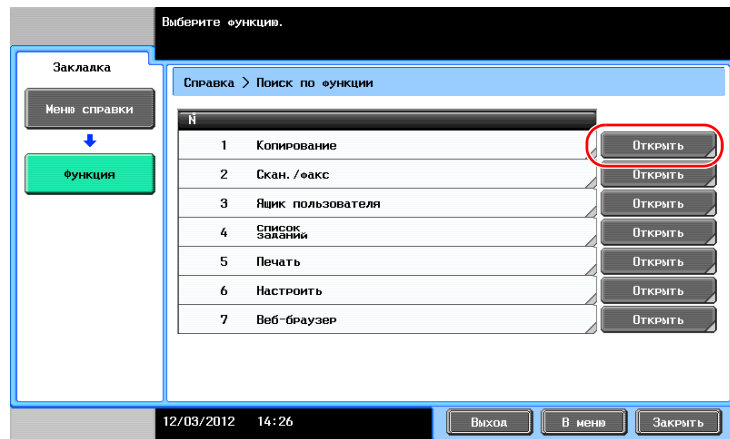 Выберите функцию.
Закладка
Справка > Поиск по функции
Меню справки
Функция
N
1 Копирование Открыть
2 Скан./факс Открыть
3 Ящик пользователя Открыть
4 Список заданий Открыть
5 Печать Открыть
6 Настроить Открыть
7 Веб-браузер Открыть
12/03/2012 14:26 Выход В меню Закрыть